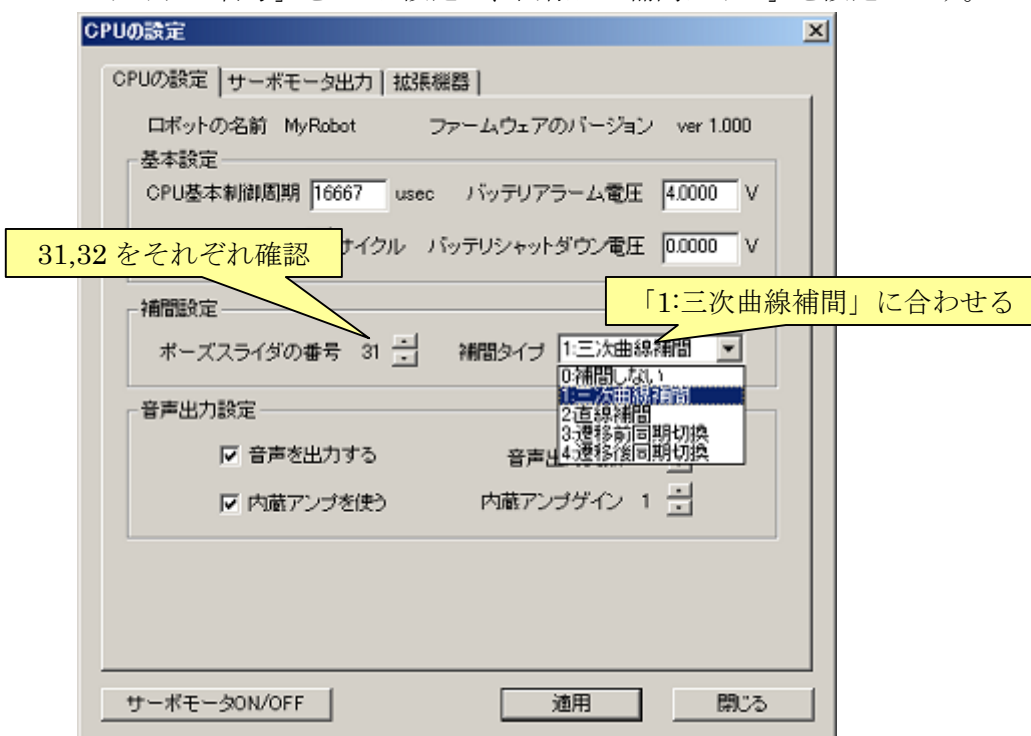 CPUの設定
CPUの設定 サーボモータ出力 拡張機器
ロボットの名前 MyRobot ファームウェアのバージョン ver 1.000
基本設定
CPU基本制御周期 16667 usec バッテリアラーム電圧 4.0000 V
サイクル バッテリシャットダウン電圧 0.0000 V
31,32 をそれぞれ確認
「1:三次曲線補間」に合わせる
補間設定
ポーズスライダの番号 31 補間タイプ 1:三次曲線補間
0:補間しない
1:三次曲線補間
2:直線補間
3:遷移前同期切換
4:遷移後同期切換
音声出力設定
音声を出力する 音声出
内蔵アンプを使う 内蔵アンプゲイン 1
サーボモータON/OFF 適用 閉じる